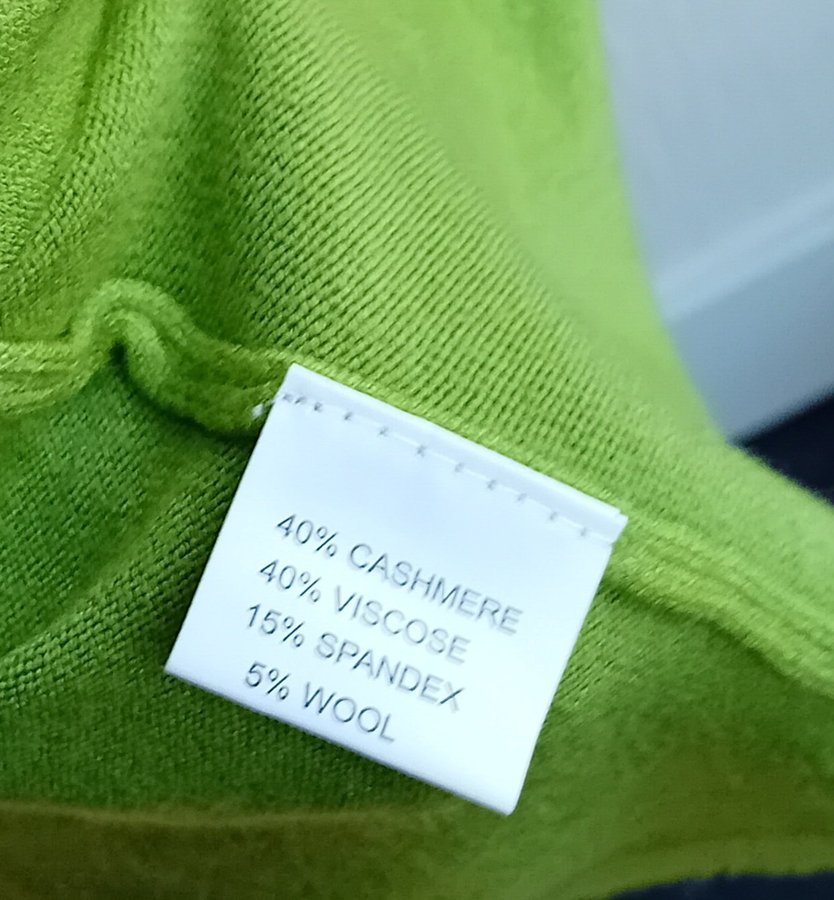 40% CASHMERE
40% VISCOSE
15% SPANDEX
5% WOOL